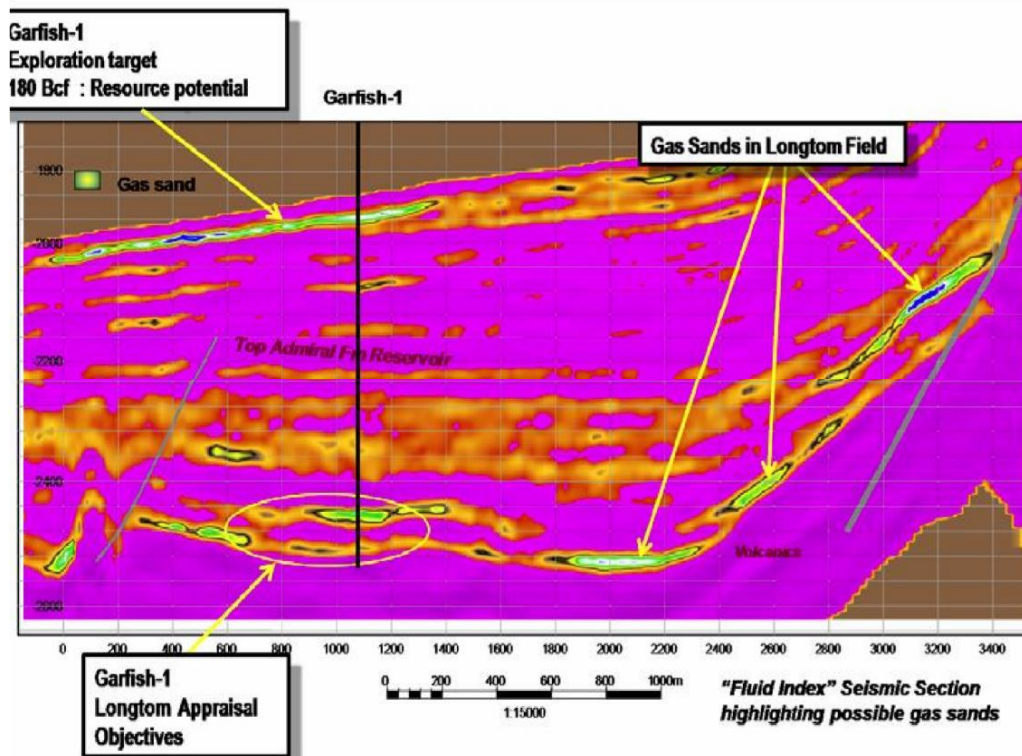 Garfish-1
Exploration target
180 Bcf : Resource potential
Garfish-1
Gas Sands in Longtom Field
-1800
Gas sand
-2000
Top Admiral Fm Reservoir
-2200
-2400
Volcanics
-2600
0 200 400 600 800 1000 1200 1400 1600 1800 2000 2200 2400 2600 2800 3000 3200 3400
Garfish-1
Longtom Appraisal
Objectives
0 200 400 600 800 1000m
1:15000
"Fluid Index" Seismic Section
highlighting possible gas sands